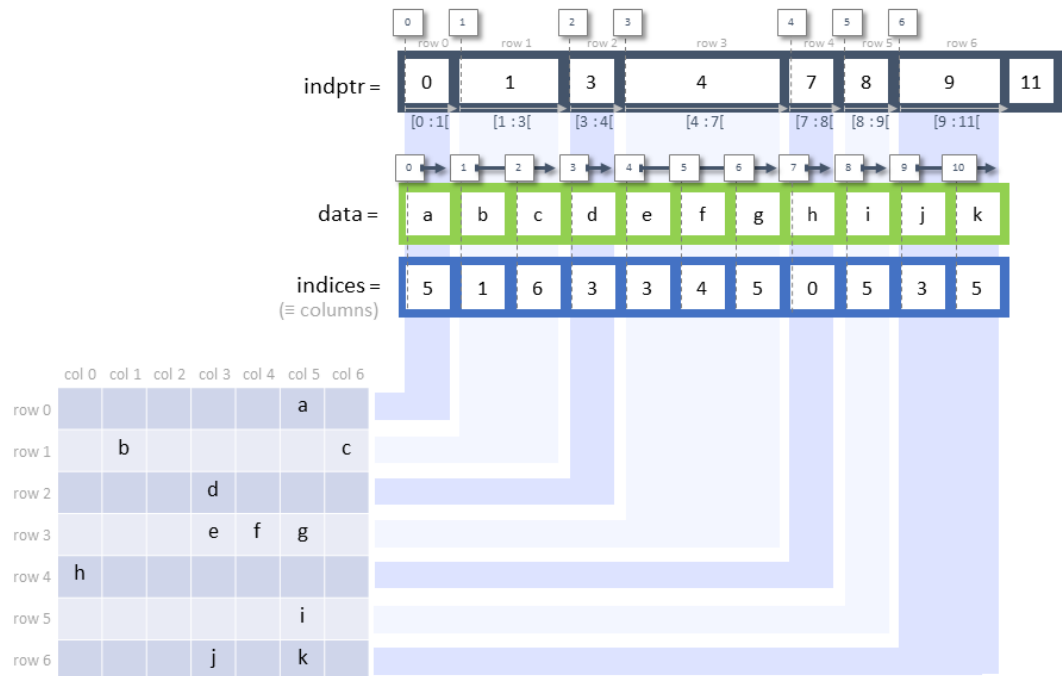 0 1 2 3 4 5 6
row 0 row 1 row 2 row 3 row 4 row 5 row 6
indptr = 0 1 3 4 7 8 9 11
[0 : 1[ [1 : 3[ [3 : 4[ [4 : 7[ [7 : 8[ [8 : 9[ [9 : 11[
0 1 2 3 4 5 6 7 8 9 10
data = a b c d e f g h i j k
indices = 5 1 6 3 3 4 5 0 5 3 5
(≡ columns)
col 0 col 1 col 2 col 3 col 4 col 5 col 6
row 0 a
row 1 b c
row 2 d
row 3 e f g
row 4 h
row 5 i
row 6 j k